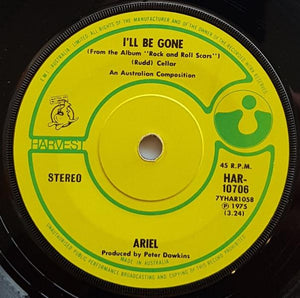 I'LL BE GONE
(From the Album "Rock and Roll Scars")
(Rudd) Cellar
An Australian Composition
HARVEST
STEREO
45 R.P.M.
HAR-
10706
7YHAR1058
Ⓟ 1975
(3.24)
ARIEL
Produced by Peter Dawkins
MADE IN AUSTRALIA